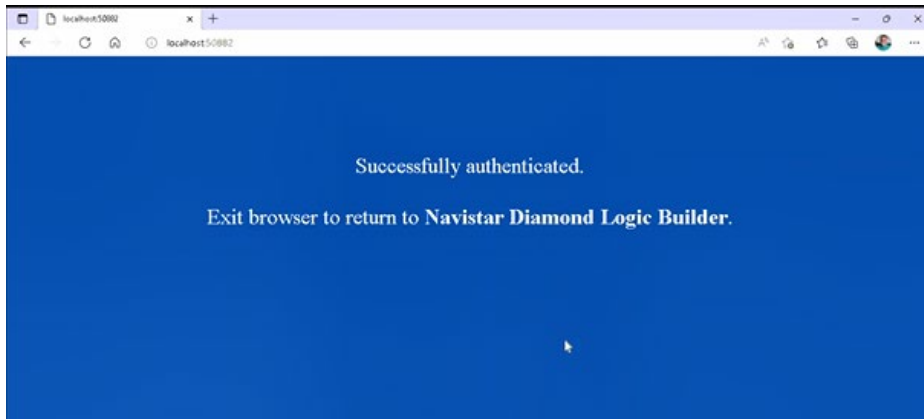 localhost:50882
localhost:50882
Successfully authenticated.
Exit browser to return to Navistar Diamond Logic Builder.